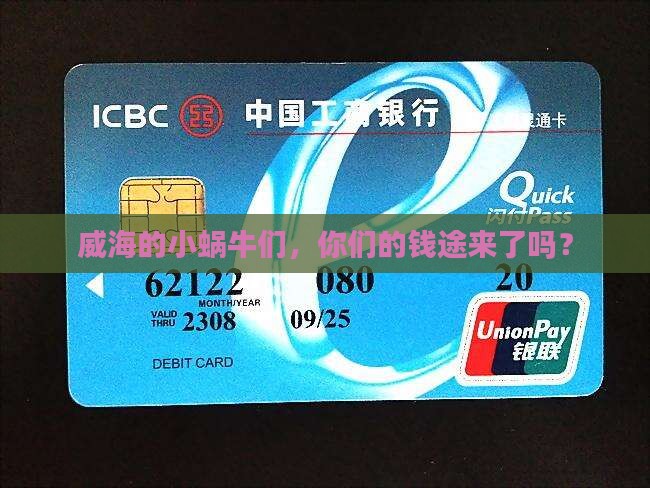 ICBC 中国工商银行
通卡
Quick
闪付Pass
威海的小蜗牛们，你们的钱途来了吗？
62122 080 20
MONTH/YEAR
VALID THRU 2308 09/25
DEBIT CARD
UnionPay
银联